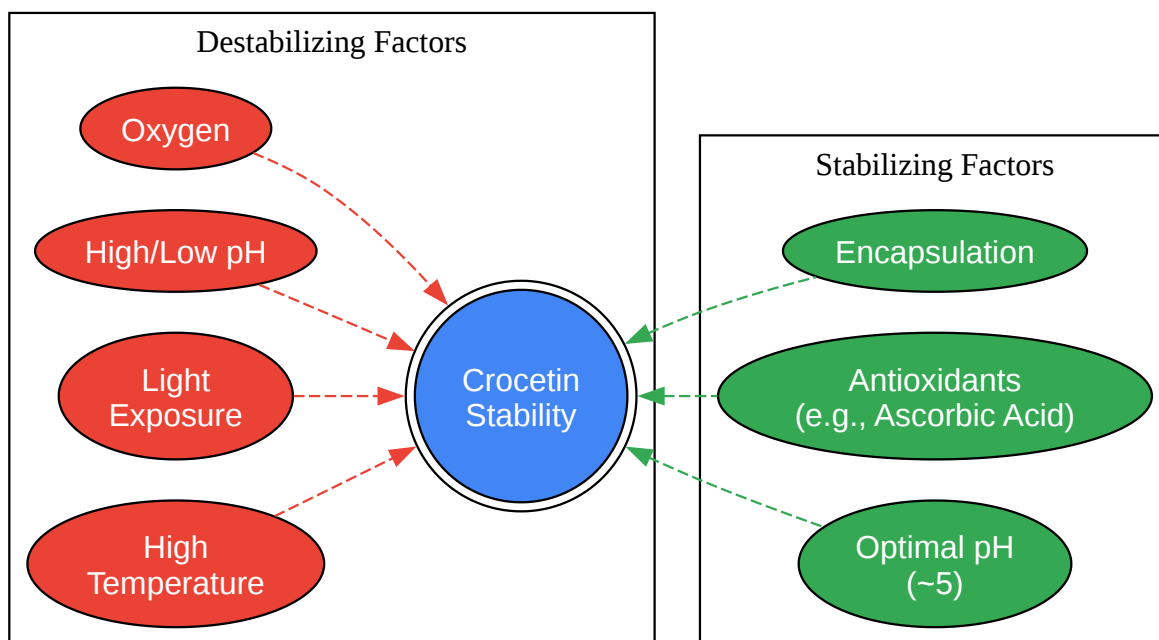 Destabilizing Factors
Oxygen
High/Low pH
Light
Exposure
High
Temperature
Crocetin
Stability
Stabilizing Factors
Encapsulation
Antioxidants
(e.g., Ascorbic Acid)
Optimal pH
(~5)